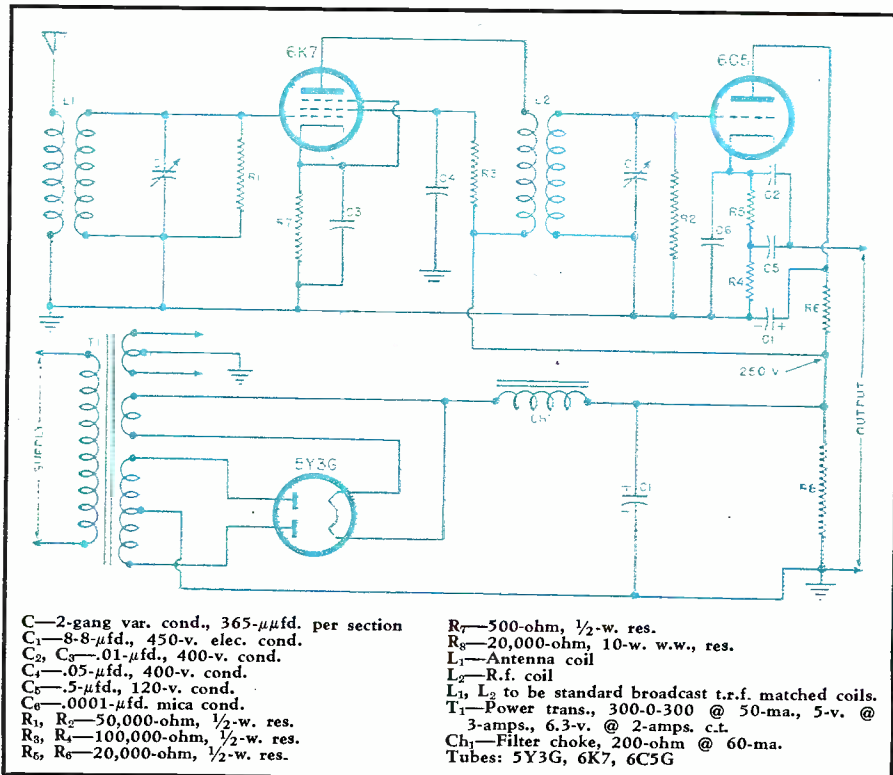 6K7
6C5
L1
L2
C
R1
R7
C3
C4
R3
C
R2
C6
R5
C2
C5
R4
C1
- +
R6
250 V
T1
SUPPLY
5Y3G
CH
+ C1
-
R8
OUTPUT
C—2-gang var. cond., 365-μμfd. per section
C₁—8-8-μfd., 450-v. elec. cond.
C₂, C₃—.01-μfd., 400-v. cond.
C₄—.05-μfd., 400-v. cond.
C₅—.5-μfd., 120-v. cond.
C₆—.0001-μfd. mica cond.
R₁, R₂—50,000-ohm, ½-w. res.
R₃, R₄—100,000-ohm, ½-w. res.
R₅, R₆—20,000-ohm, ½-w. res.
R₇—500-ohm, ½-w. res.
R₈—20,000-ohm, 10-w. w.w., res.
L₁—Antenna coil
L₂—R.f. coil
L₁, L₂ to be standard broadcast t.r.f. matched coils.
T₁—Power trans., 300-0-300 @ 50-ma., 5-v. @
3-amps., 6.3-v. @ 2-amps. c.t.
Ch₁—Filter choke, 200-ohm @ 60-ma.
Tubes: 5Y3G, 6K7, 6C5G